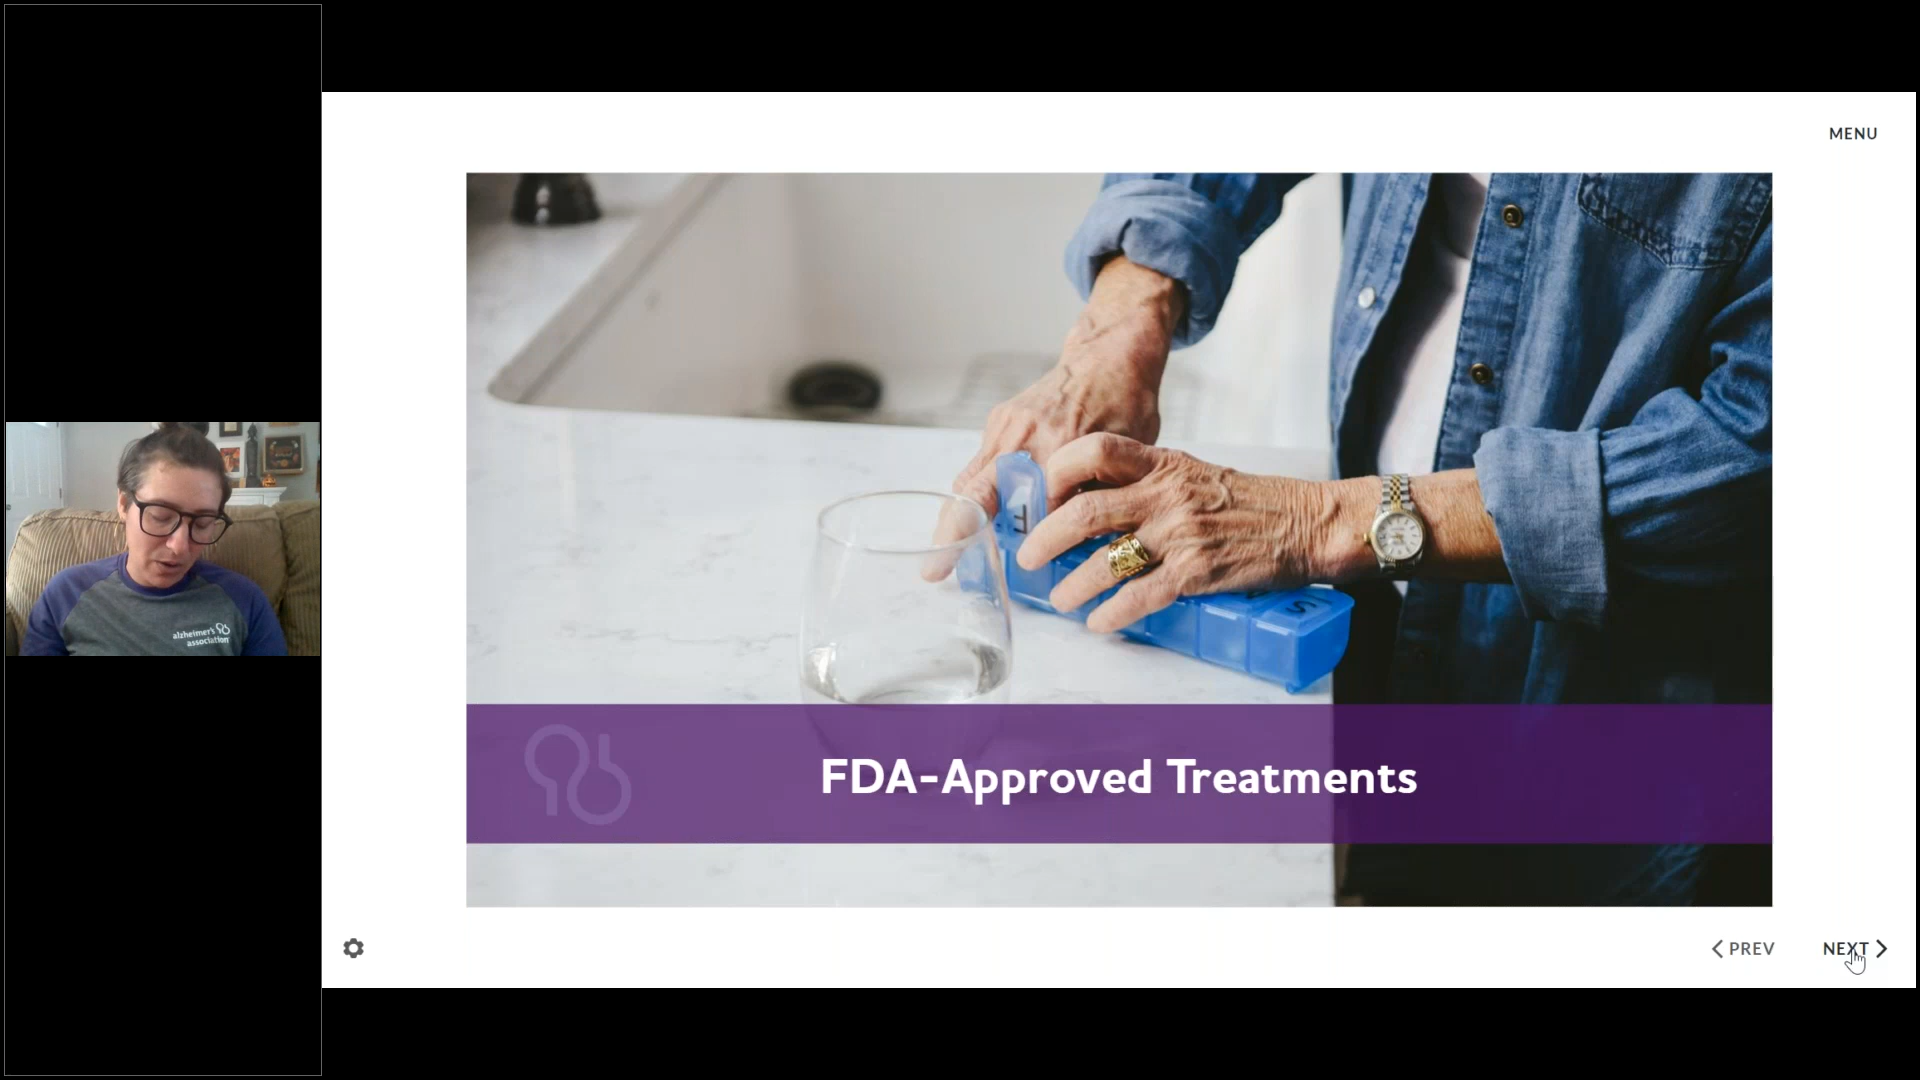 MENU
T
S
alzheimer's
association
FDA-Approved Treatments
PREV
NEXT